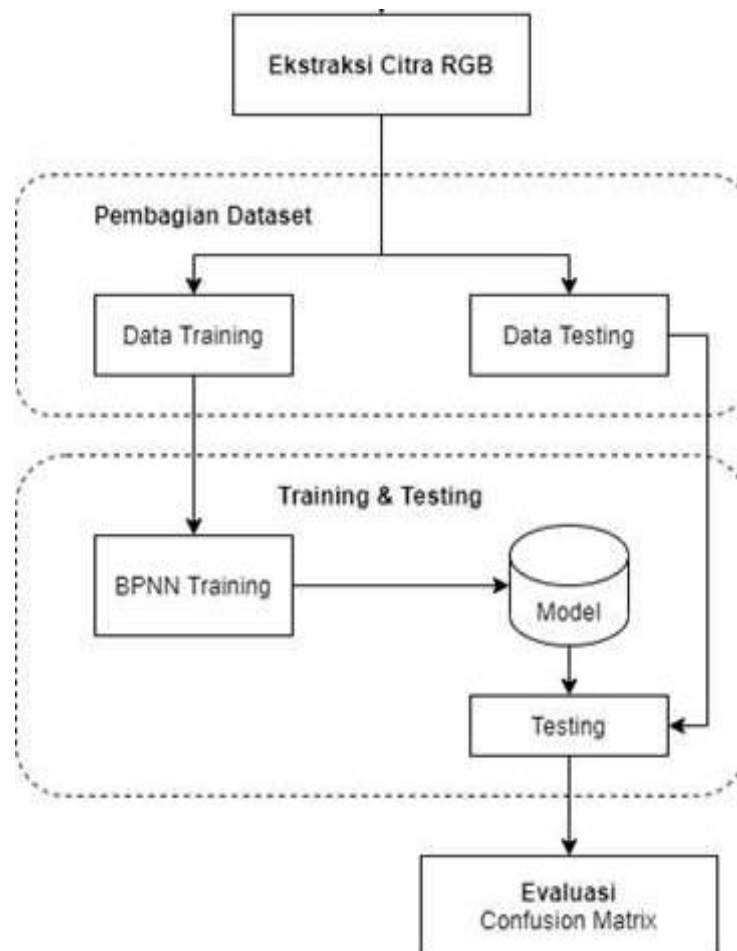 Ekstraksi Citra RGB
Pembagian Dataset
Data Training
Data Testing
Training & Testing
BPNN Training
Model
Testing
Evaluasi
Confusion Matrix